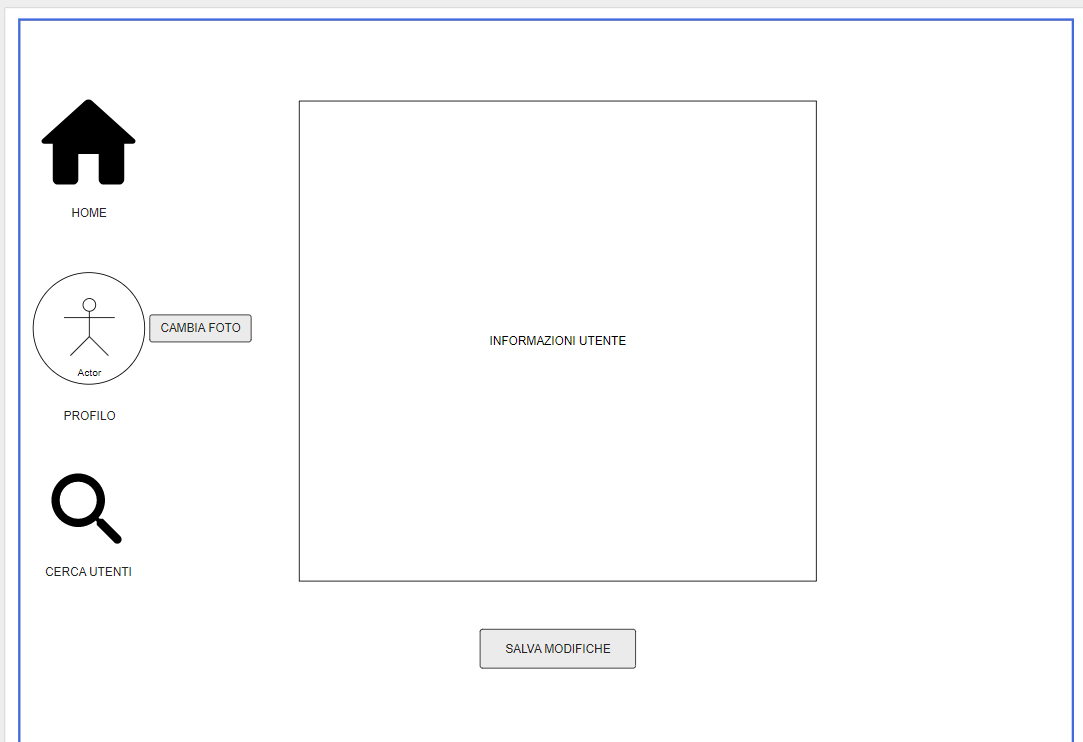 HOME
Actor
CAMBIA FOTO
PROFILO
INFORMAZIONI UTENTE
CERCA UTENTI
SALVA MODIFICHE